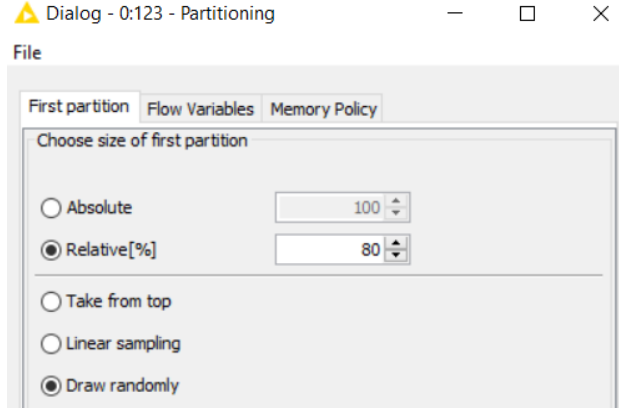 Dialog - 0:123 - Partitioning
File
First partition Flow Variables Memory Policy
Choose size of first partition
Absolute 100
Relative[%] 80
Take from top
Linear sampling
Draw randomly